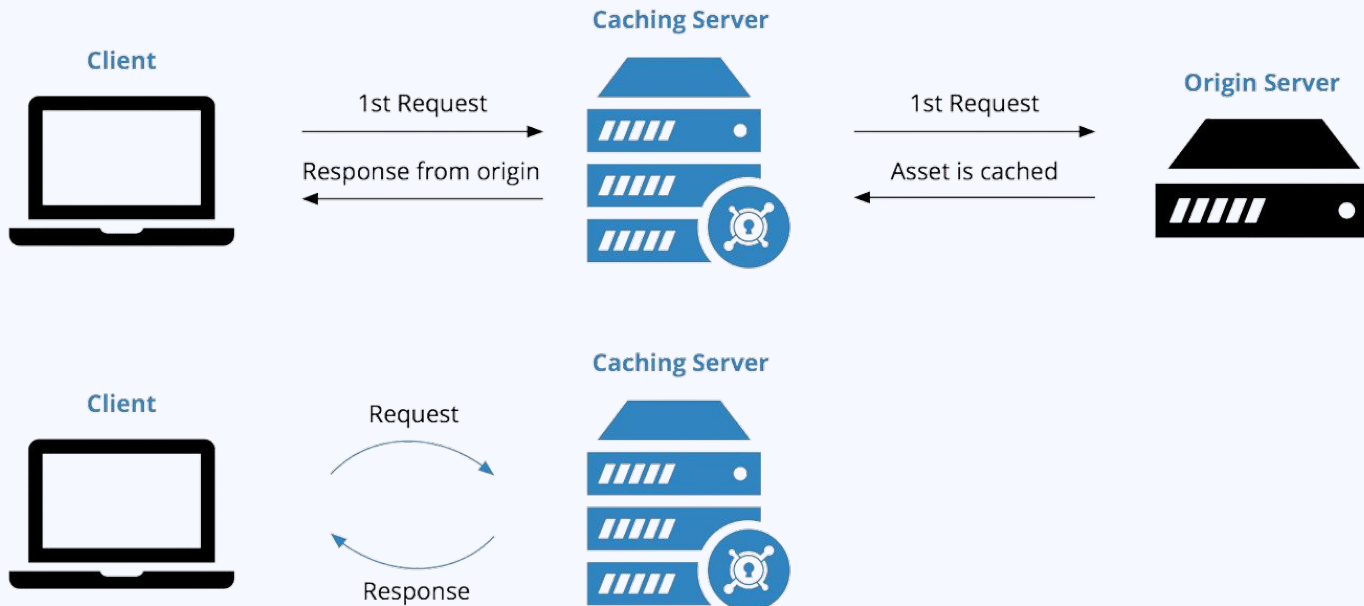 Caching Server
Client
Origin Server
1st Request
1st Request
Response from origin
Asset is cached
Caching Server
Client
Request
Response